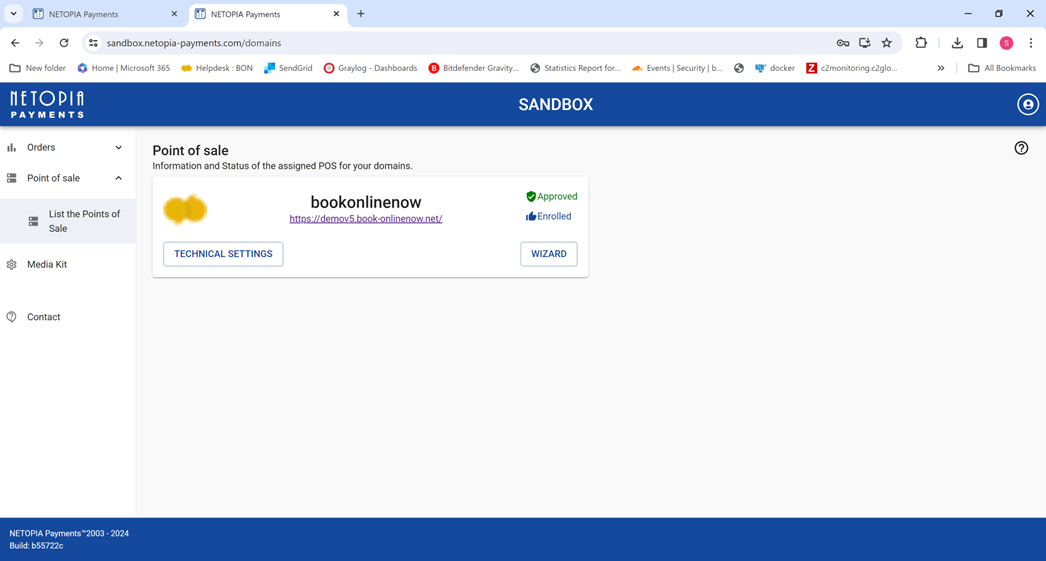 NETOPIA Payments
NETOPIA Payments
sandbox.netopia-payments.com/domains
S
New folder
Home | Microsoft 365
Helpdesk : BON
SendGrid
Graylog - Dashboards
Bitdefender Gravity...
Statistics Report for...
Events | Security | b...
docker
c2monitoring.c2glo...
»
All Bookmarks
NETOPIA
PAYMENTS
SANDBOX
Orders
Point of sale
List the Points of
Sale
Media Kit
Contact
Point of sale
Information and Status of the assigned POS for your domains.
bookonlinenow
https://demov5.book-onlinenow.net/
Approved
Enrolled
TECHNICAL SETTINGS
WIZARD
NETOPIA Payments™2003 - 2024
Build: b55722c